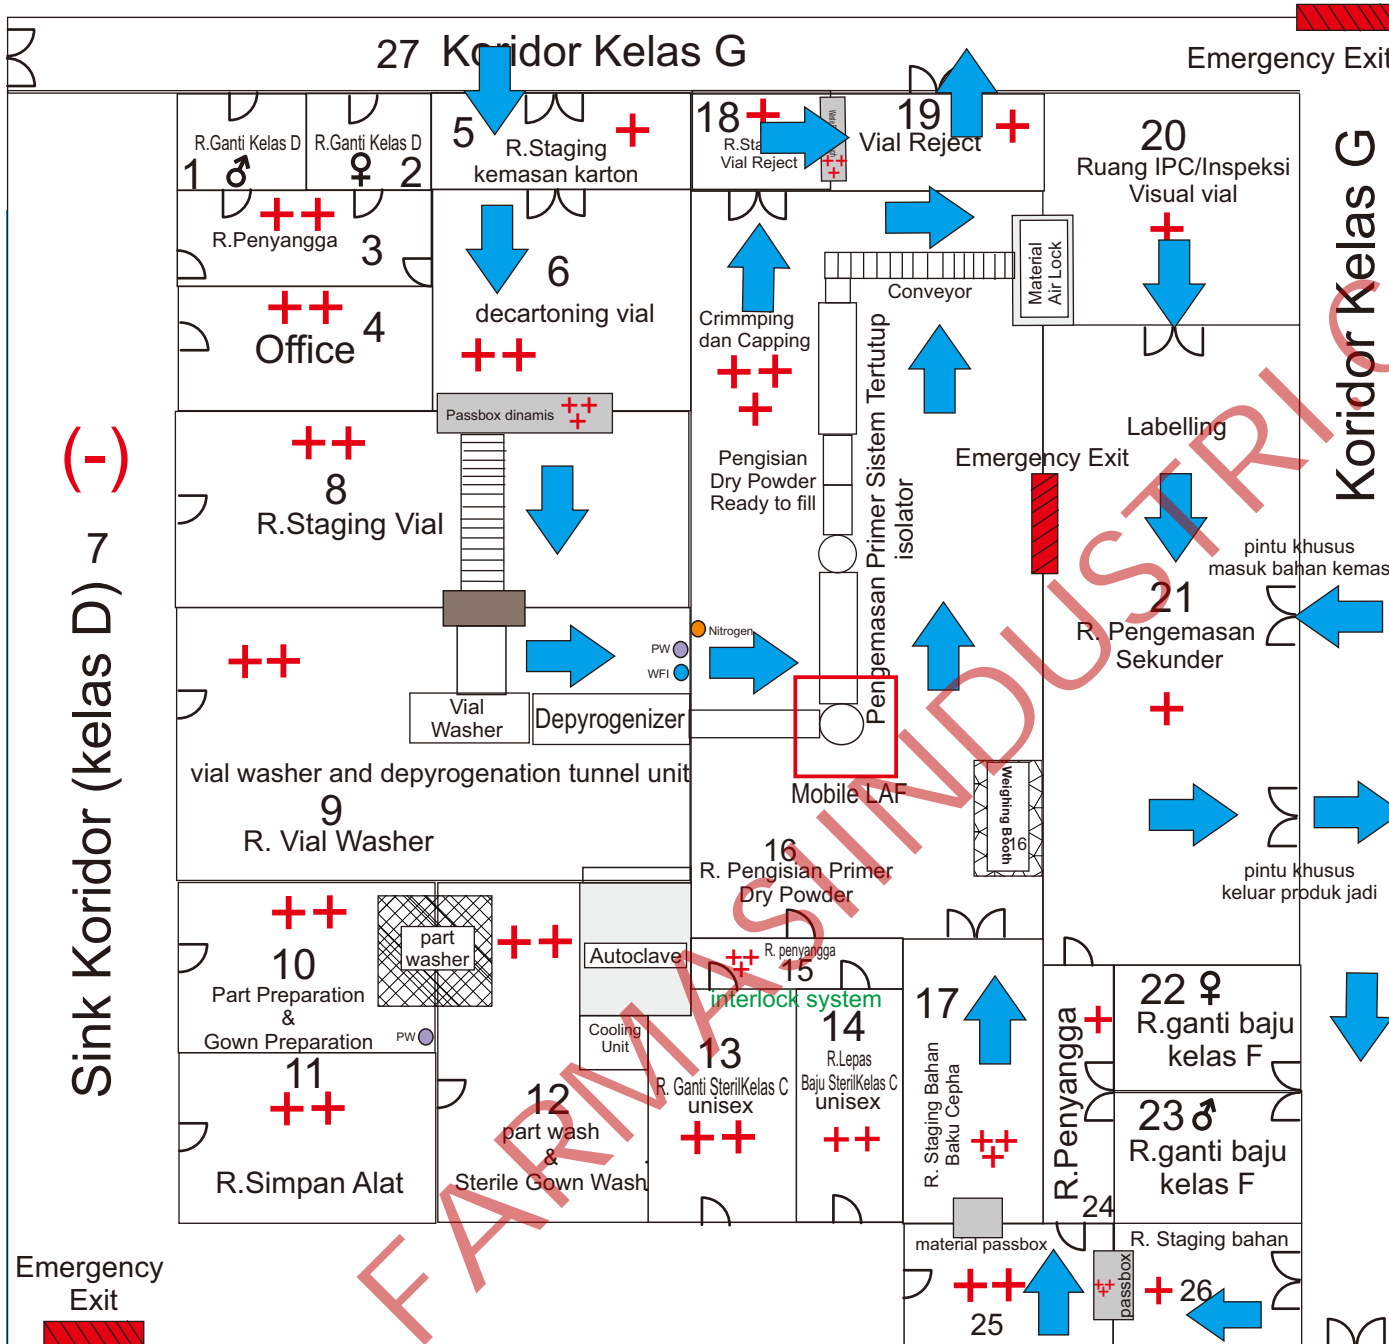 27 Koridor Kelas G
Emergency Exit
R.Ganti Kelas D
1
R.Ganti Kelas D
2
5
R.Staging
kemasan karton
18
Vial Reject
19
Vial Reject
20
Ruang IPC/Inspeksi
Visual vial
Koridor Kelas G
R.Penyangga
3
6
decartoning vial
Office
4
Conveyor
Material
Air Lock
Crimmping
dan Capping
Passbox dinamis
Pengisian
Dry Powder
Ready to fill
Pengemasan Primer Sistem Tertutup
isolator
Emergency Exit
Labelling
(-)
8
R.Staging Vial
7
Sink Koridor (kelas D)
pintu khusus
masuk bahan kemas
21
R. Pengemasan
Sekunder
Nitrogen
PW
WFI
Vial
Washer
Depyrogenizer
vial washer and depyrogenation tunnel unit
9
R. Vial Washer
Mobile LAF
Weighing Booth
16
16
R. Pengisian Primer
Dry Powder
pintu khusus
keluar produk jadi
part
washer
10
Part Preparation
&
Gown Preparation
PW
Autoclave
Cooling
Unit
R. penyangga
15
interlock system
13
R. Ganti SterilKelas C
unisex
14
R.Lepas
Baju SterilKelas C
unisex
17
R. Staging Bahan
Baku Cepha
R.Penyangga
24
22
R.ganti baju
kelas F
23
R.ganti baju
kelas F
11
R.Simpan Alat
12
part wash
&
Sterile Gown Wash
material passbox
25
passbox
R. Staging bahan
26
Emergency
Exit
FARMASIINDUSTRI.C